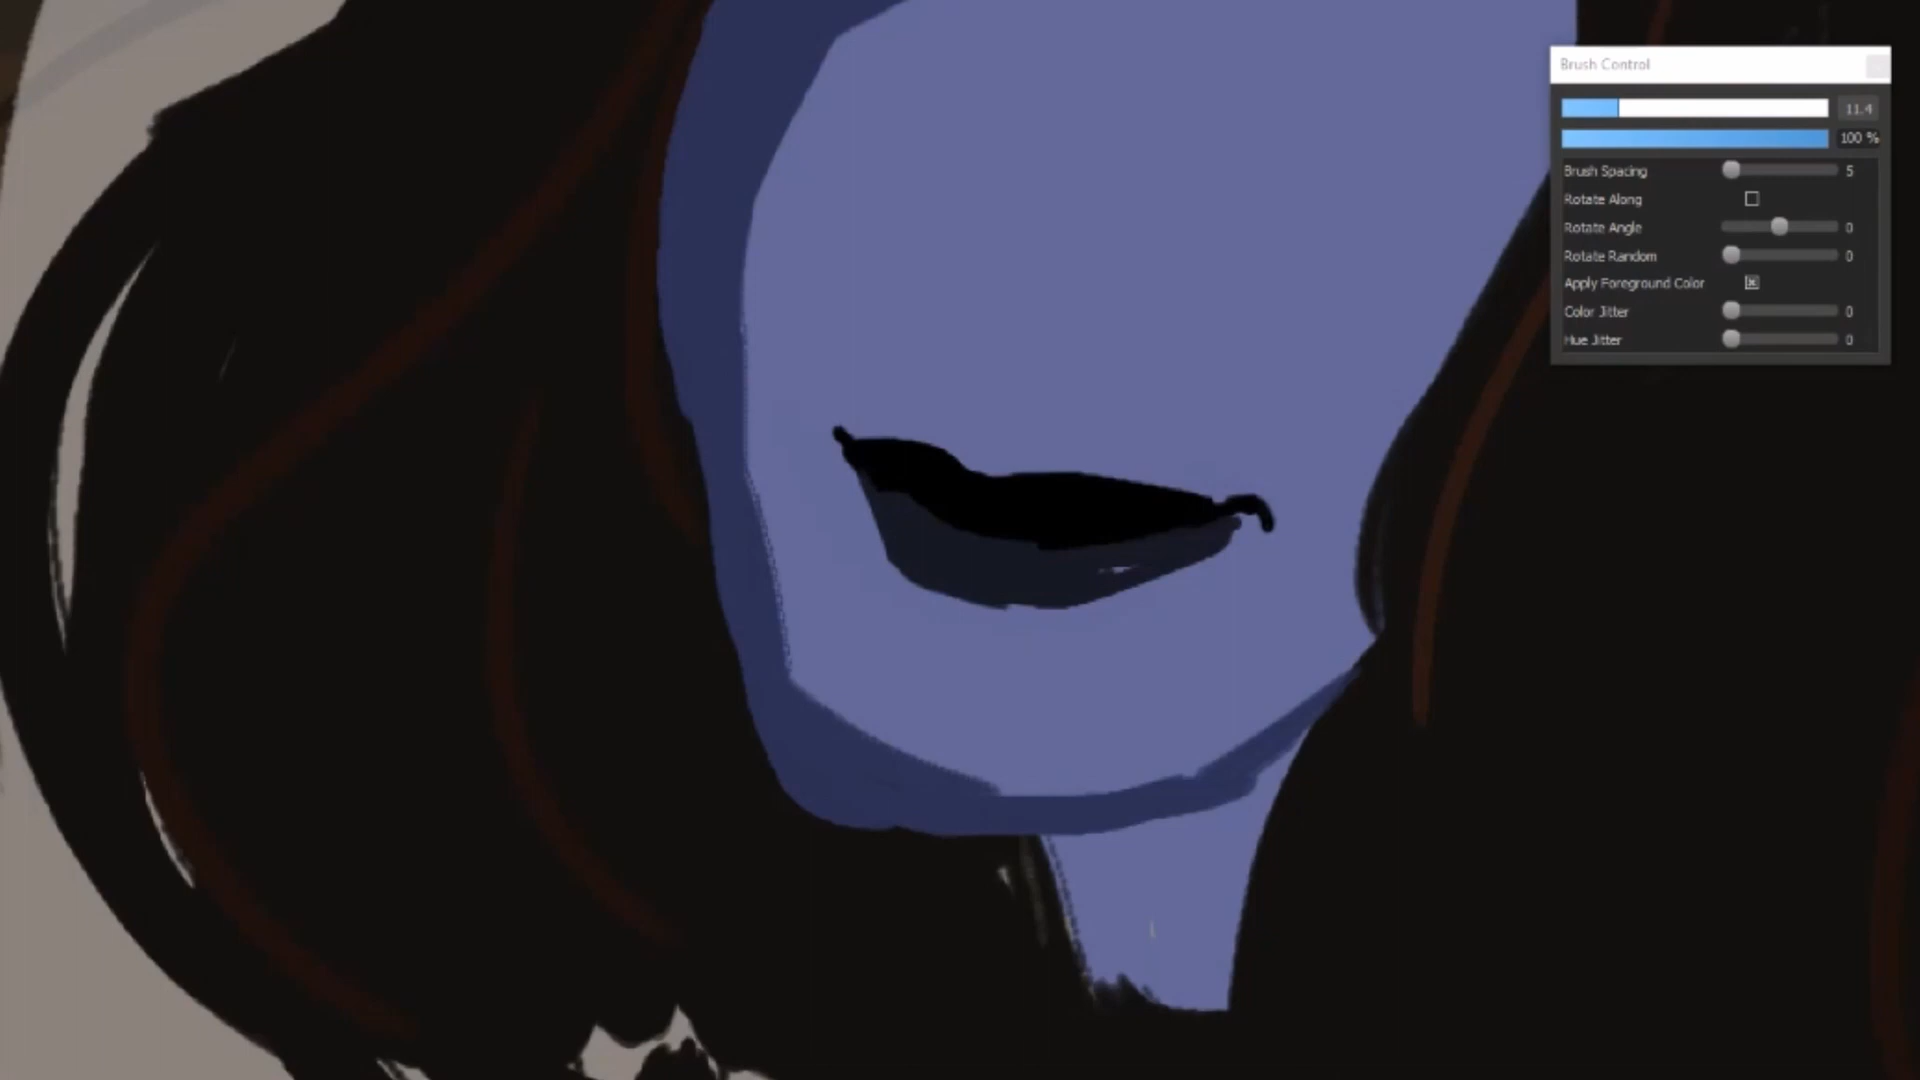 Brush Control
11.4
100 %
Brush Spacing 5
Rotate Along
Rotate Angle 0
Rotate Random 0
Apply Foreground Color
Color Jitter 0
Hue Jitter 0